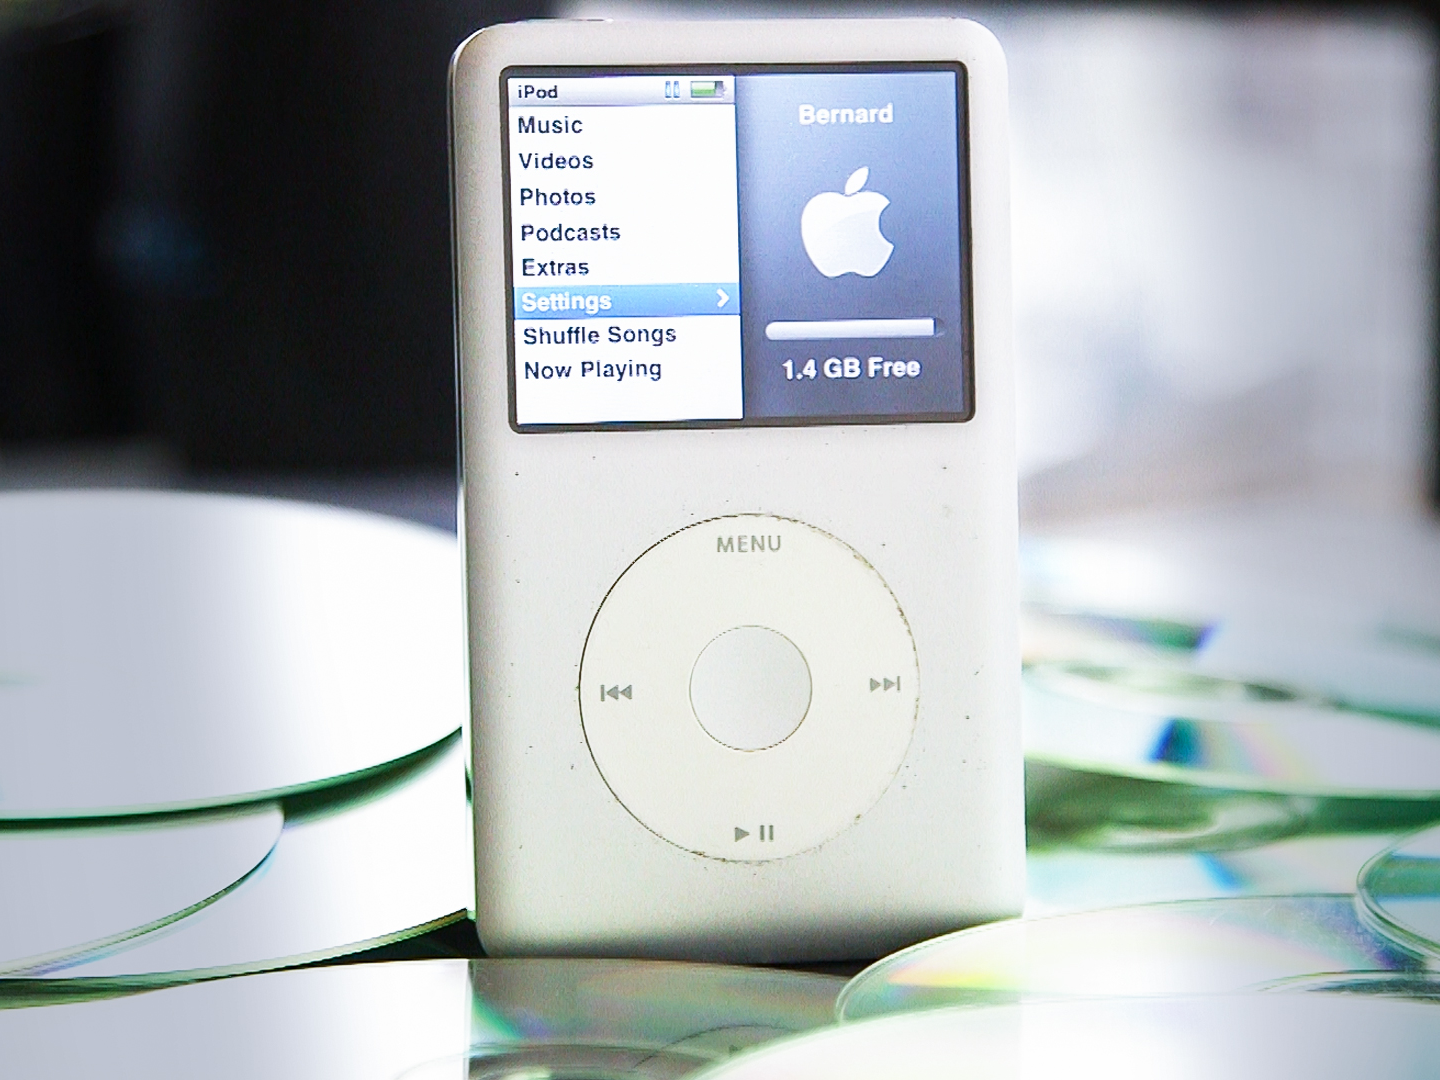 iPod
Music
Videos
Photos
Podcasts
Extras
Settings
Shuffle Songs
Now Playing
Bernard
1.4 GB Free
MENU